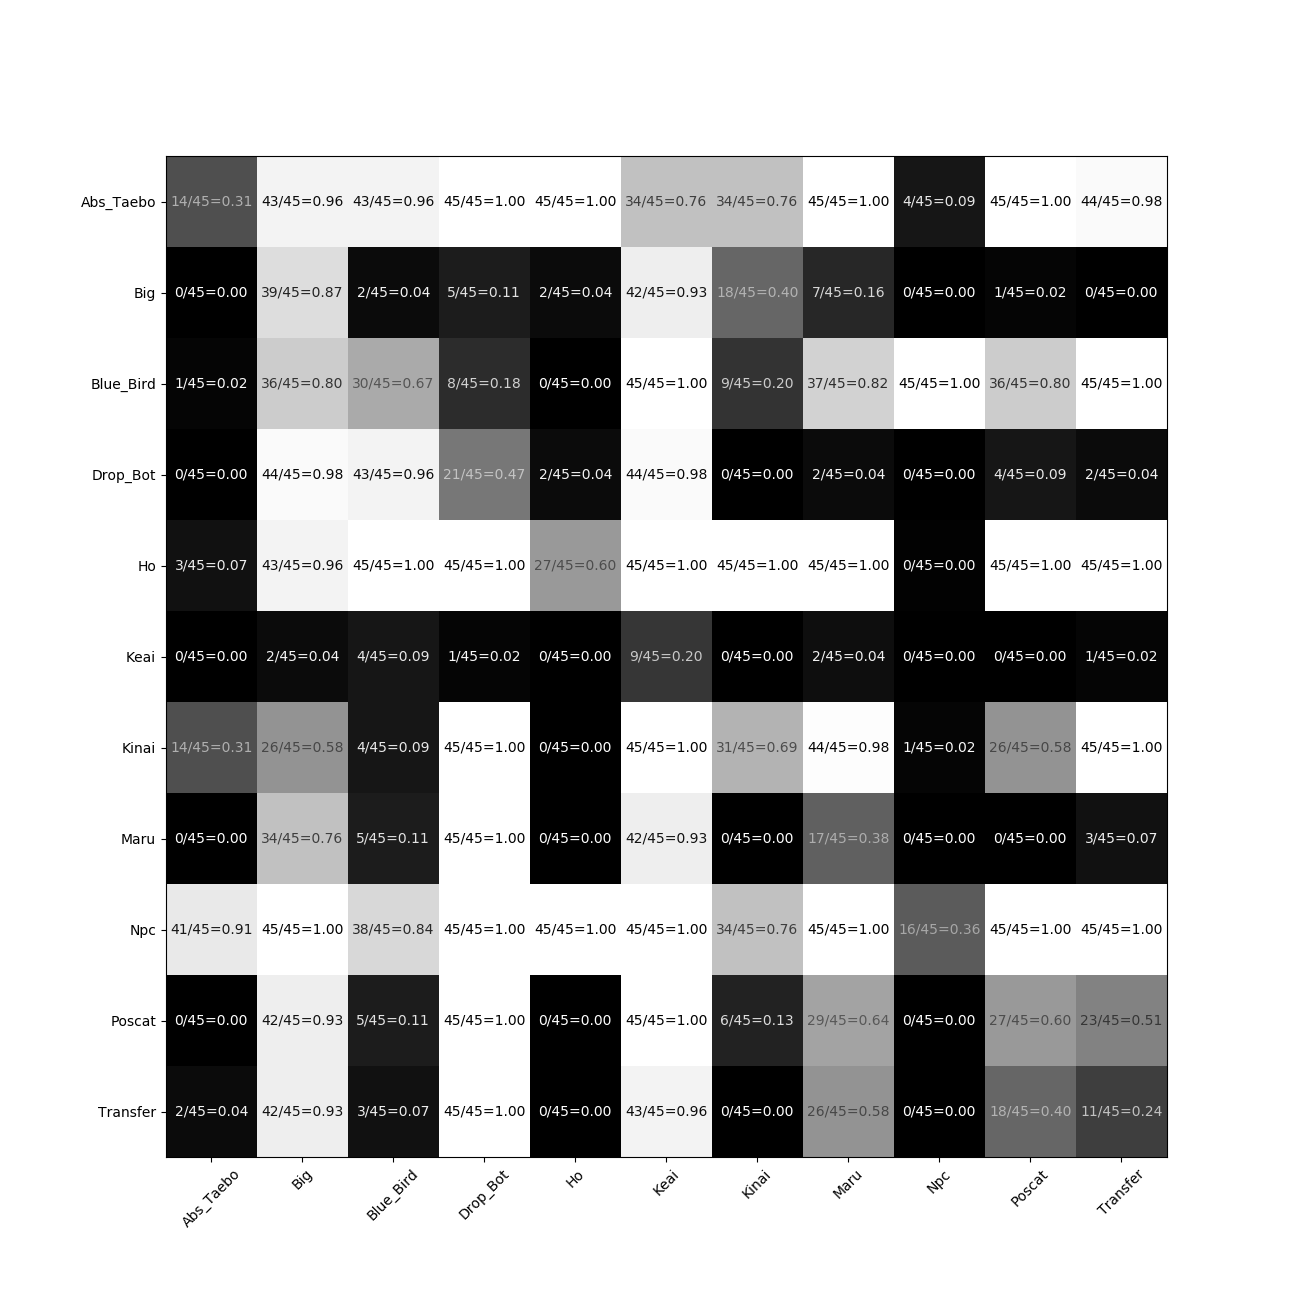 Abs_Taebo 14/45=0.31 43/45=0.96 43/45=0.96 45/45=1.00 45/45=1.00 34/45=0.76 34/45=0.76 45/45=1.00 4/45=0.09 45/45=1.00 44/45=0.98
Big 0/45=0.00 39/45=0.87 2/45=0.04 5/45=0.11 2/45=0.04 42/45=0.93 18/45=0.40 7/45=0.16 0/45=0.00 1/45=0.02 0/45=0.00
Blue_Bird 1/45=0.02 36/45=0.80 30/45=0.67 8/45=0.18 0/45=0.00 45/45=1.00 9/45=0.20 37/45=0.82 45/45=1.00 36/45=0.80 45/45=1.00
Drop_Bot 0/45=0.00 44/45=0.98 43/45=0.96 21/45=0.47 2/45=0.04 44/45=0.98 0/45=0.00 2/45=0.04 0/45=0.00 4/45=0.09 2/45=0.04
Ho 3/45=0.07 43/45=0.96 45/45=1.00 45/45=1.00 27/45=0.60 45/45=1.00 45/45=1.00 45/45=1.00 0/45=0.00 45/45=1.00 45/45=1.00
Keai 0/45=0.00 2/45=0.04 4/45=0.09 1/45=0.02 0/45=0.00 9/45=0.20 0/45=0.00 2/45=0.04 0/45=0.00 0/45=0.00 1/45=0.02
Kinai 14/45=0.31 26/45=0.58 4/45=0.09 45/45=1.00 0/45=0.00 45/45=1.00 31/45=0.69 44/45=0.98 1/45=0.02 26/45=0.58 45/45=1.00
Maru 0/45=0.00 34/45=0.76 5/45=0.11 45/45=1.00 0/45=0.00 42/45=0.93 0/45=0.00 17/45=0.38 0/45=0.00 0/45=0.00 3/45=0.07
Npc 41/45=0.91 45/45=1.00 38/45=0.84 45/45=1.00 45/45=1.00 45/45=1.00 34/45=0.76 45/45=1.00 16/45=0.36 45/45=1.00 45/45=1.00
Poscat 0/45=0.00 42/45=0.93 5/45=0.11 45/45=1.00 0/45=0.00 45/45=1.00 6/45=0.13 29/45=0.64 0/45=0.00 27/45=0.60 23/45=0.51
Transfer 2/45=0.04 42/45=0.93 3/45=0.07 45/45=1.00 0/45=0.00 43/45=0.96 0/45=0.00 26/45=0.58 0/45=0.00 18/45=0.40 11/45=0.24
Abs_Taebo Big Blue_Bird Drop_Bot Ho Keai Kinai Maru Npc Poscat Transfer